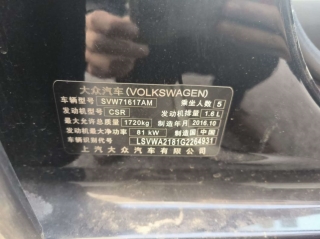 大众汽车(VOLKSWAGEN)
车辆型号 SVW71617AM 乘坐人数 5
发动机型号 CSR 发动机排量 1.6L
最大允许总质量 1720kg 制造年月 2016.10
发动机最大净功率 81 kW 制造国 中国
车辆识别代号 LSVWA2181G2264931
上汽大众汽车有限公司